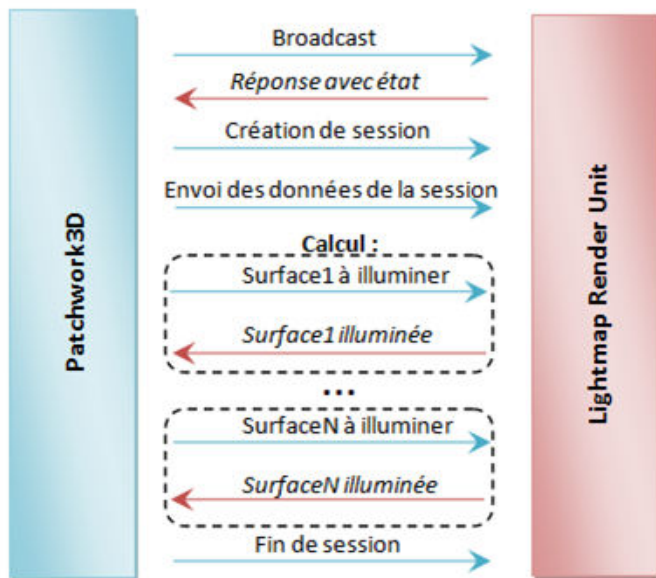 Patchwork3D
Broadcast
Réponse avec état
Création de session
Envoi des données de la session
Calcul :
Surface1 à illuminer
Surface1 illuminée
...
SurfaceN à illuminer
SurfaceN illuminée
Fin de session
Lightmap Render Unit